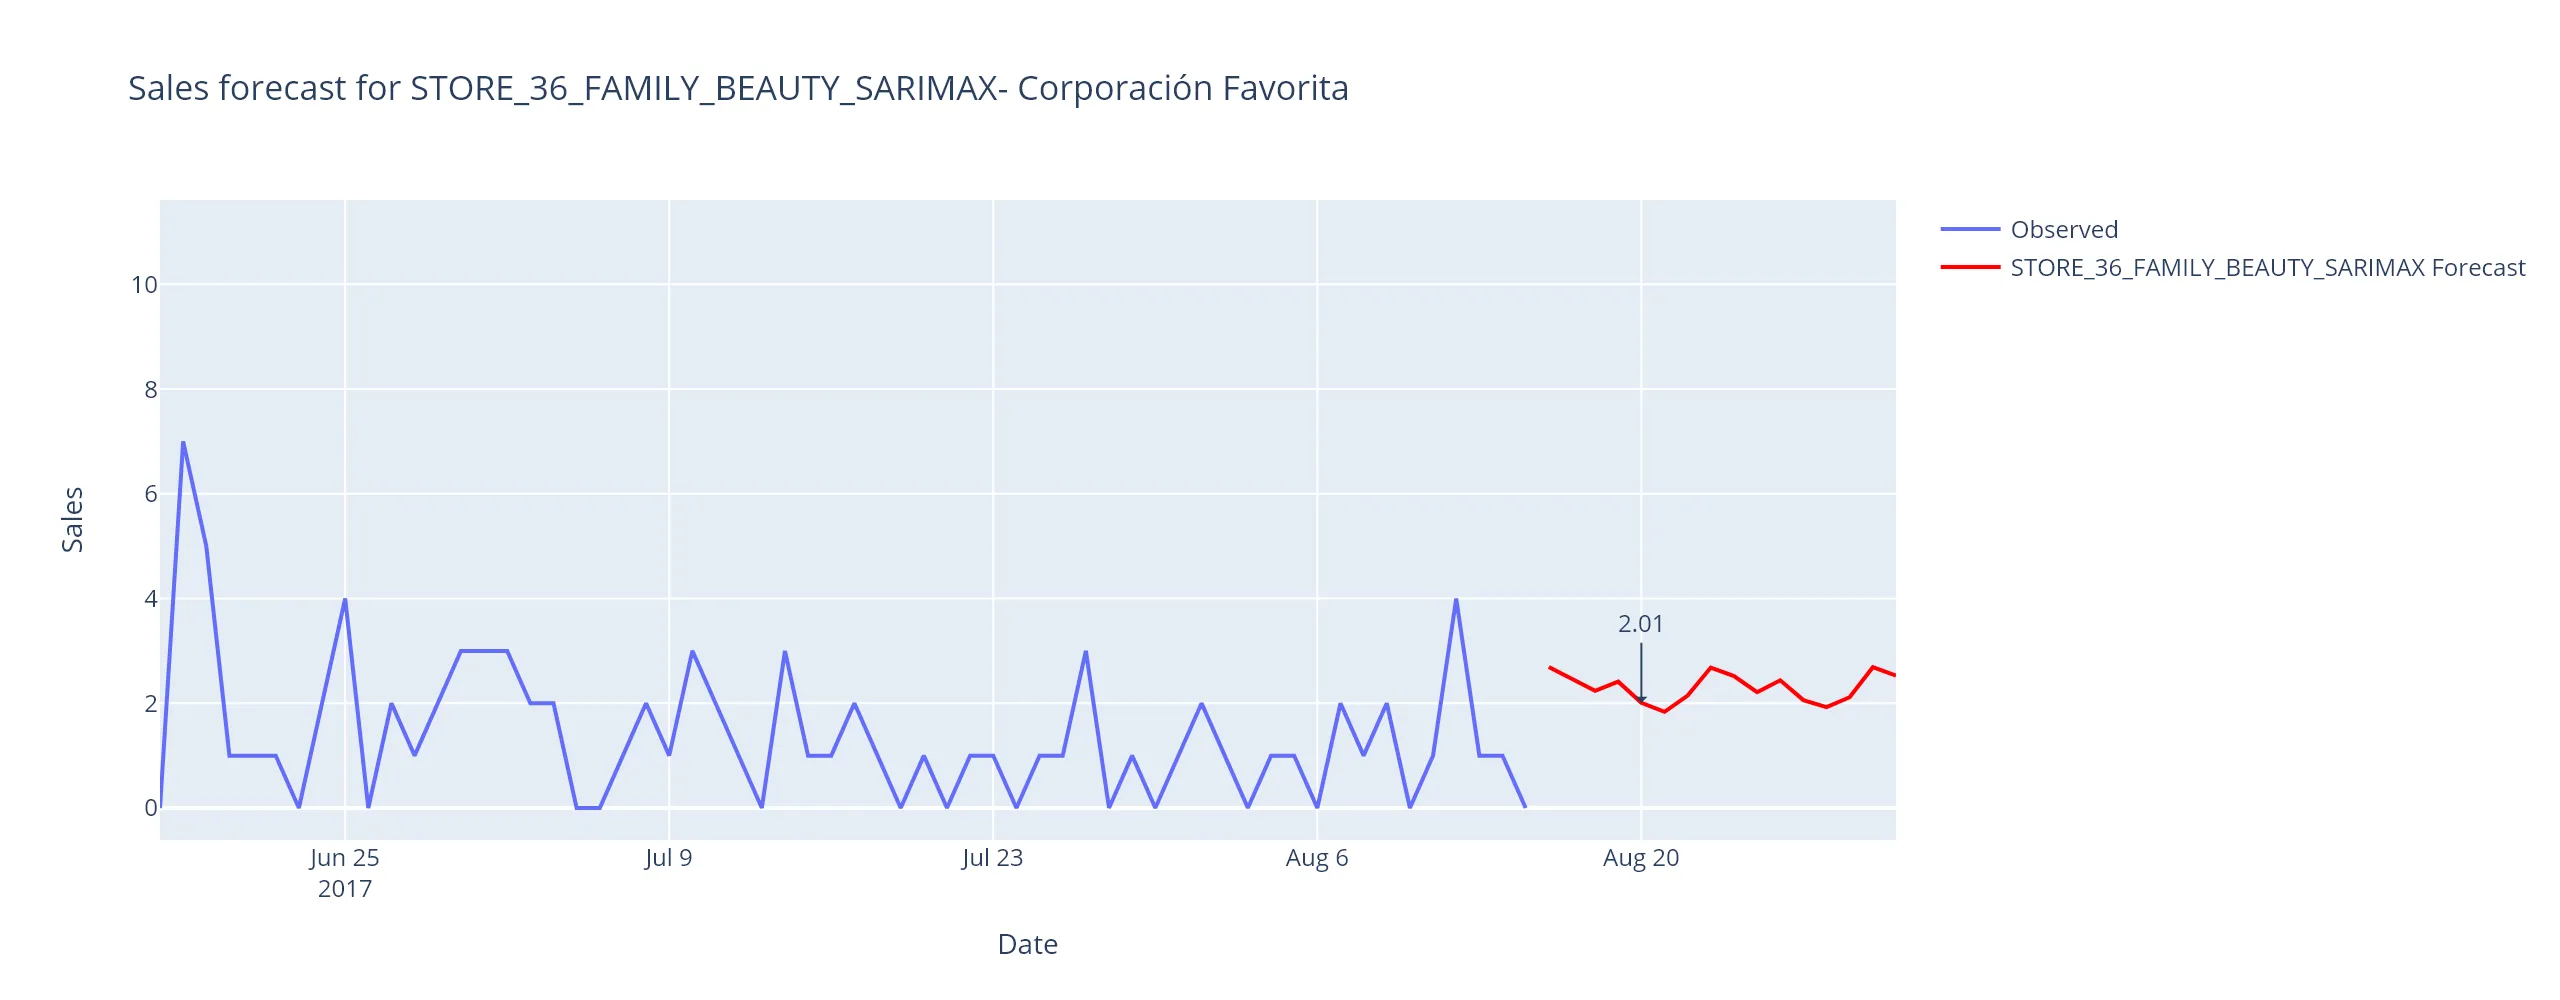 Sales forecast for STORE_36_FAMILY_BEAUTY_SARIMAX- Corporación Favorita
Observed
STORE_36_FAMILY_BEAUTY_SARIMAX Forecast
Sales
10
8
6
4
2
0
2.01
Jun 25
2017
Jul 9
Jul 23
Aug 6
Aug 20
Date